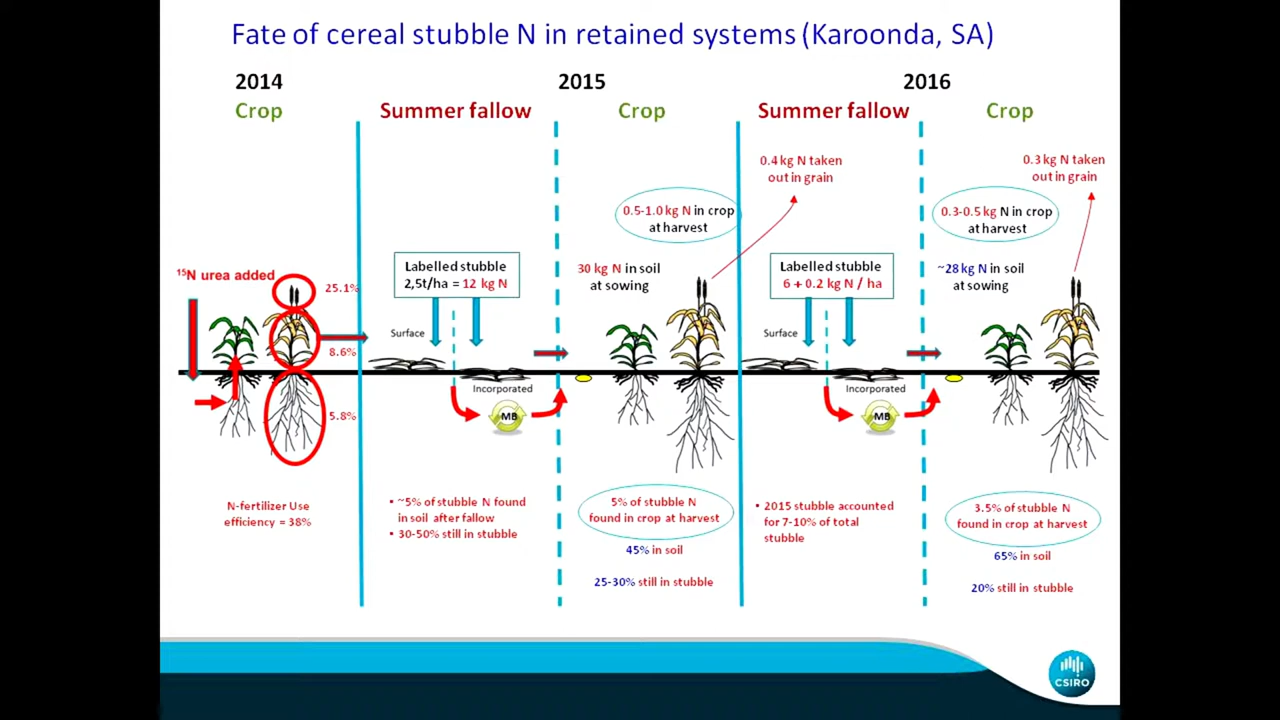 Fate of cereal stubble N in retained systems (Karoonda, SA)
2014
Crop
Summer fallow
2015
Crop
Summer fallow
2016
Crop
15N urea added
25.1%
8.6%
5.8%
N-fertilizer Use
efficiency = 38%
Labelled stubble
2,5t/ha = 12 kg N
Surface
Incorporated
MB
▪ ~5% of stubble N found
in soil after fallow
▪ 30-50% still in stubble
0.5-1.0 kg N in crop
at harvest
30 kg N in soil
at sowing
5% of stubble N
found in crop at harvest
45% in soil
25-30% still in stubble
0.4 kg N taken
out in grain
Labelled stubble
6 + 0.2 kg N / ha
Surface
Incorporated
MB
▪ 2015 stubble accounted
for 7-10% of total
stubble
0.3 kg N taken
out in grain
0.3-0.5 kg N in crop
at harvest
~28 kg N in soil
at sowing
3.5% of stubble N
found in crop at harvest
65% in soil
20% still in stubble
CSIRO